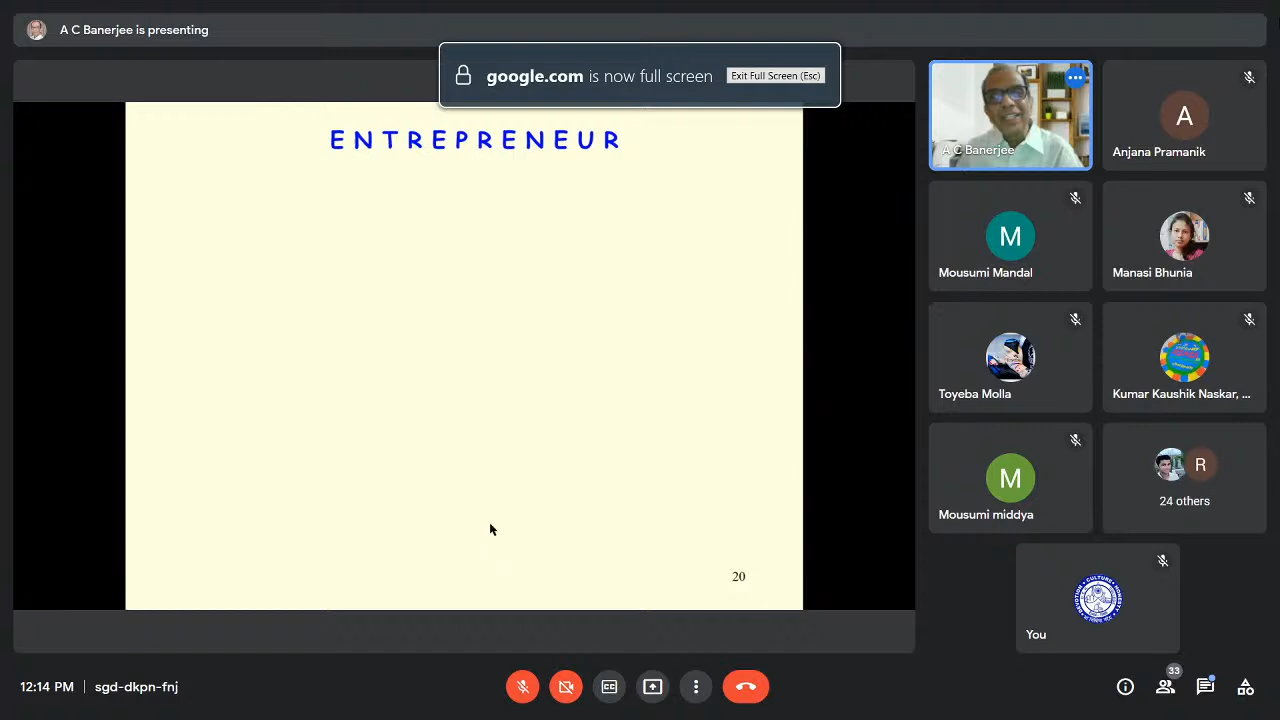 A C Banerjee is presenting
google.com is now full screen Exit Full Screen (Esc)
ENTREPRENEUR
20
A C Banerjee
A
Anjana Pramanik
M
Mousumi Mandal
Manasi Bhunia
Toyeba Molla
Kumar Kaushik Naskar, ...
M
Mousumi middya
R
24 others
You
12:14 PM | sgd-dkpn-fnj
33